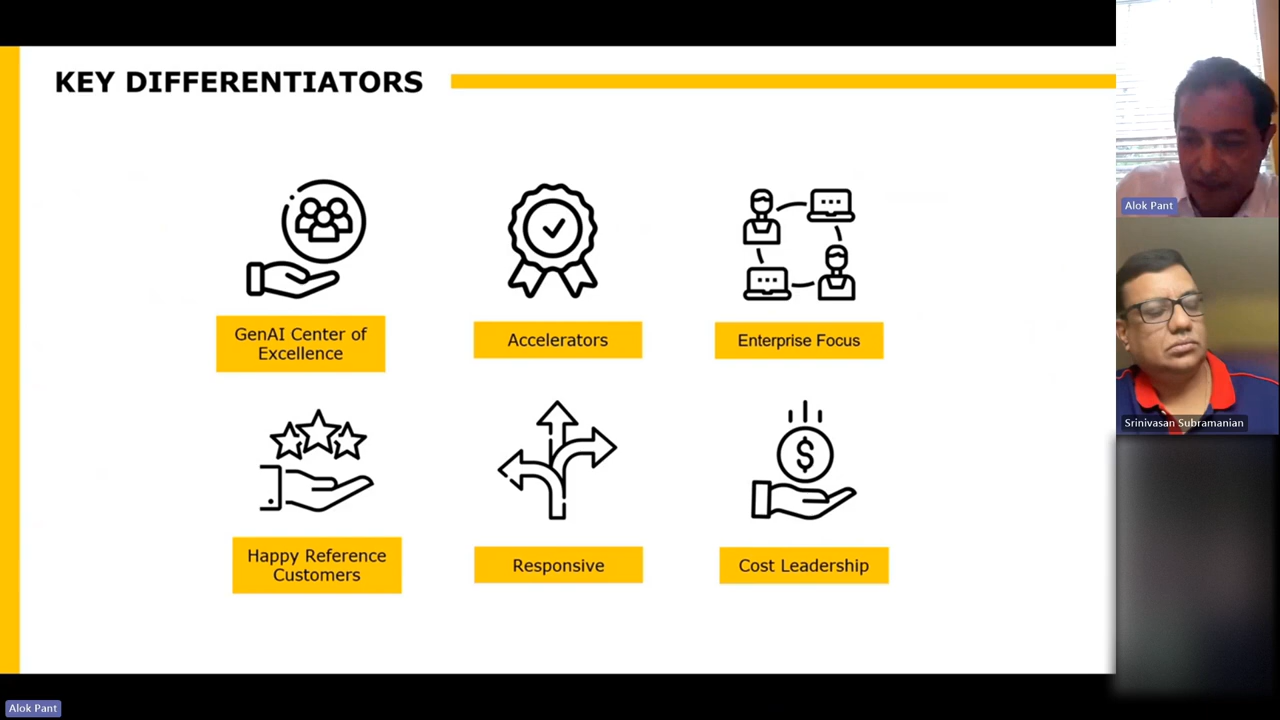 KEY DIFFERENTIATORS
GenAI Center of
Excellence
Accelerators
Enterprise Focus
Happy Reference
Customers
Responsive
Cost Leadership
$
Alok Pant
Srinivasan Subramanian
Alok Pant